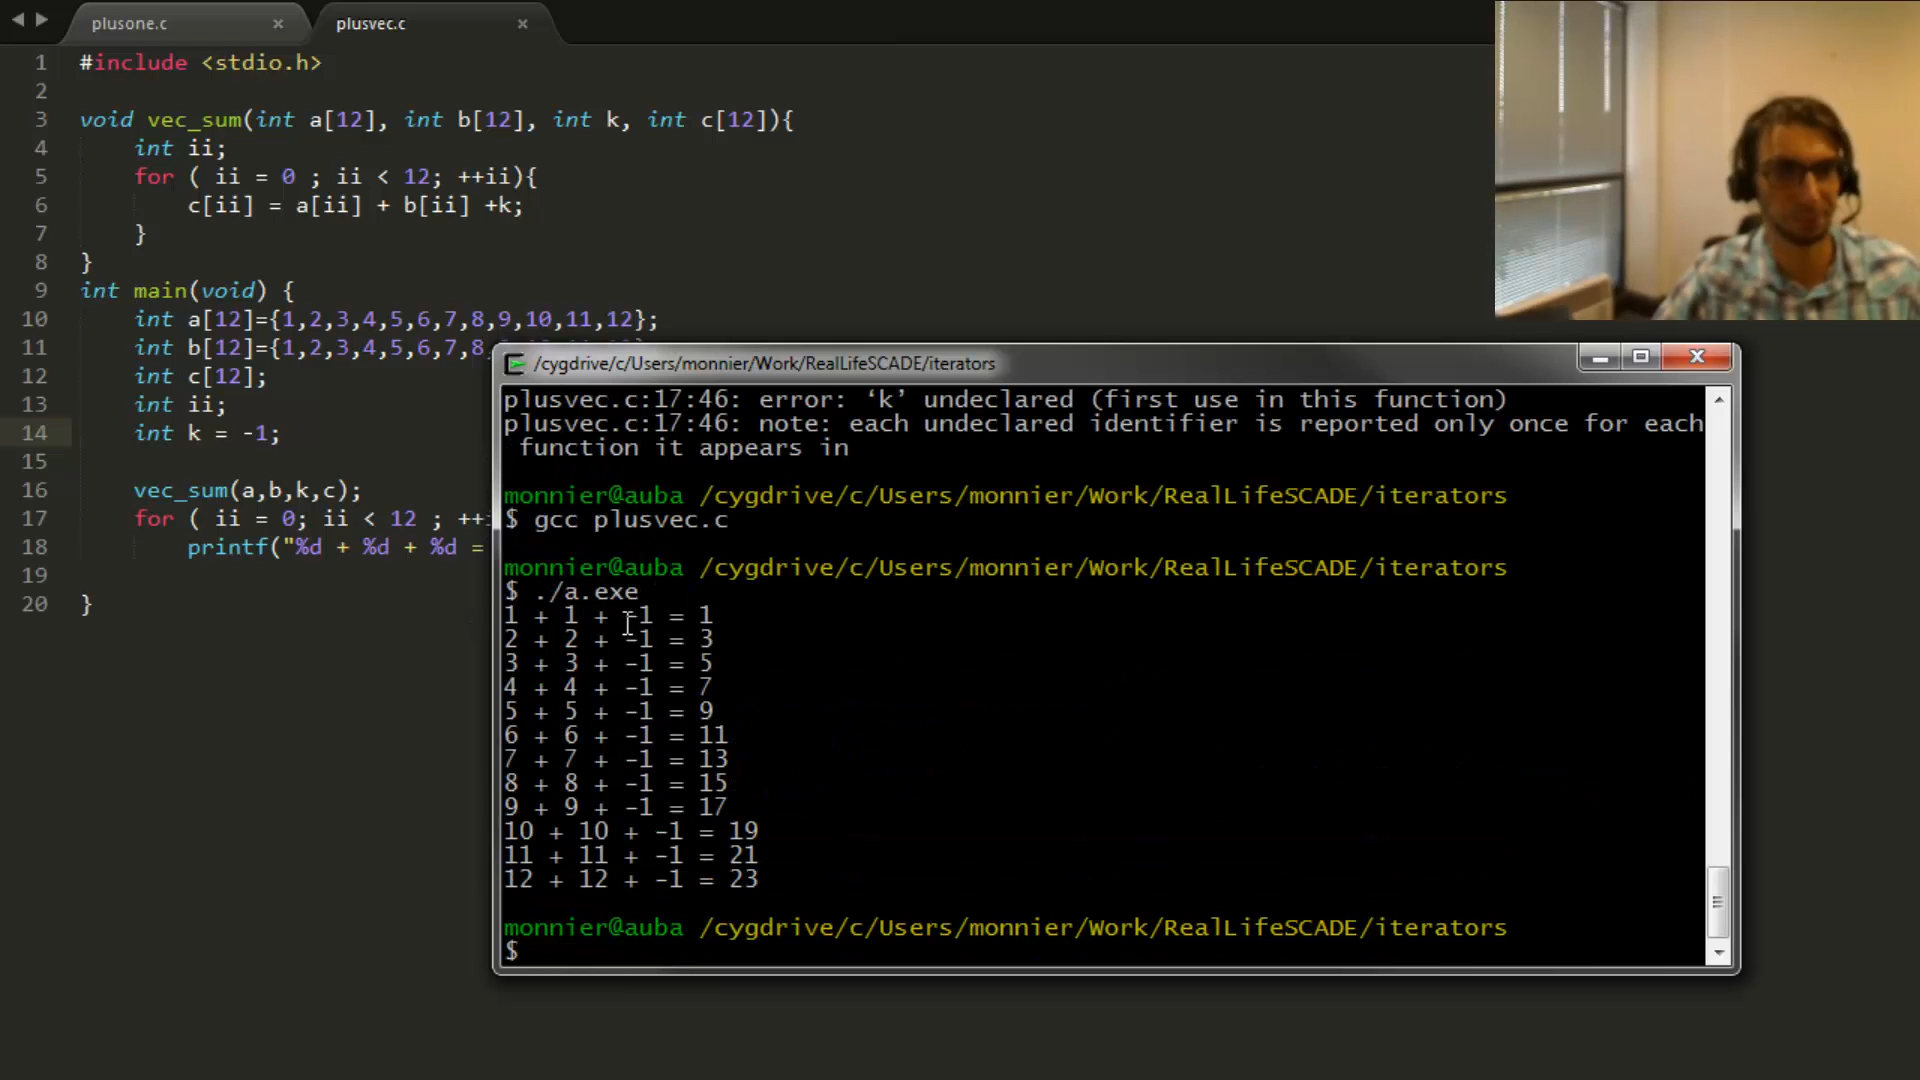 plusone.c
plusvec.c
1 #include <stdio.h>
2
3 void vec_sum(int a[12], int b[12], int k, int c[12]){
4 int ii;
5 for ( ii = 0 ; ii < 12; ++ii){
6 c[ii] = a[ii] + b[ii] +k;
7 }
8 }
9 int main(void) {
10 int a[12]={1,2,3,4,5,6,7,8,9,10,11,12};
11 int b[12]={1,2,3,4,5,6,7,8
12 int c[12];
13 int ii;
14 int k = -1;
15
16 vec_sum(a,b,k,c);
17 for ( ii = 0; ii < 12 ; ++i
18 printf("%d + %d + %d =
19
20 }
/cygdrive/c/Users/monnier/Work/RealLifeSCADE/iterators
plusvec.c:17:46: error: ‘k’ undeclared (first use in this function)
plusvec.c:17:46: note: each undeclared identifier is reported only once for each
function it appears in
monnier@auba /cygdrive/c/Users/monnier/Work/RealLifeSCADE/iterators
$ gcc plusvec.c
monnier@auba /cygdrive/c/Users/monnier/Work/RealLifeSCADE/iterators
$ ./a.exe
1 + 1 + -1 = 1
2 + 2 + -1 = 3
3 + 3 + -1 = 5
4 + 4 + -1 = 7
5 + 5 + -1 = 9
6 + 6 + -1 = 11
7 + 7 + -1 = 13
8 + 8 + -1 = 15
9 + 9 + -1 = 17
10 + 10 + -1 = 19
11 + 11 + -1 = 21
12 + 12 + -1 = 23
monnier@auba /cygdrive/c/Users/monnier/Work/RealLifeSCADE/iterators
$